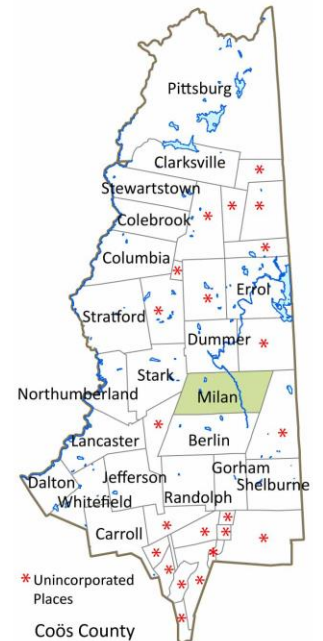 Pittsburg
Clarksville
Stewartstown
Colebrook
Columbia
Errol
Stratford
Dummer
Stark
Northumberland
Milan
Lancaster
Berlin
Jefferson
Gorham
Dalton
Shelburne
Whitefield
Randolph
Carroll
* Unincorporated
Places
Coös County